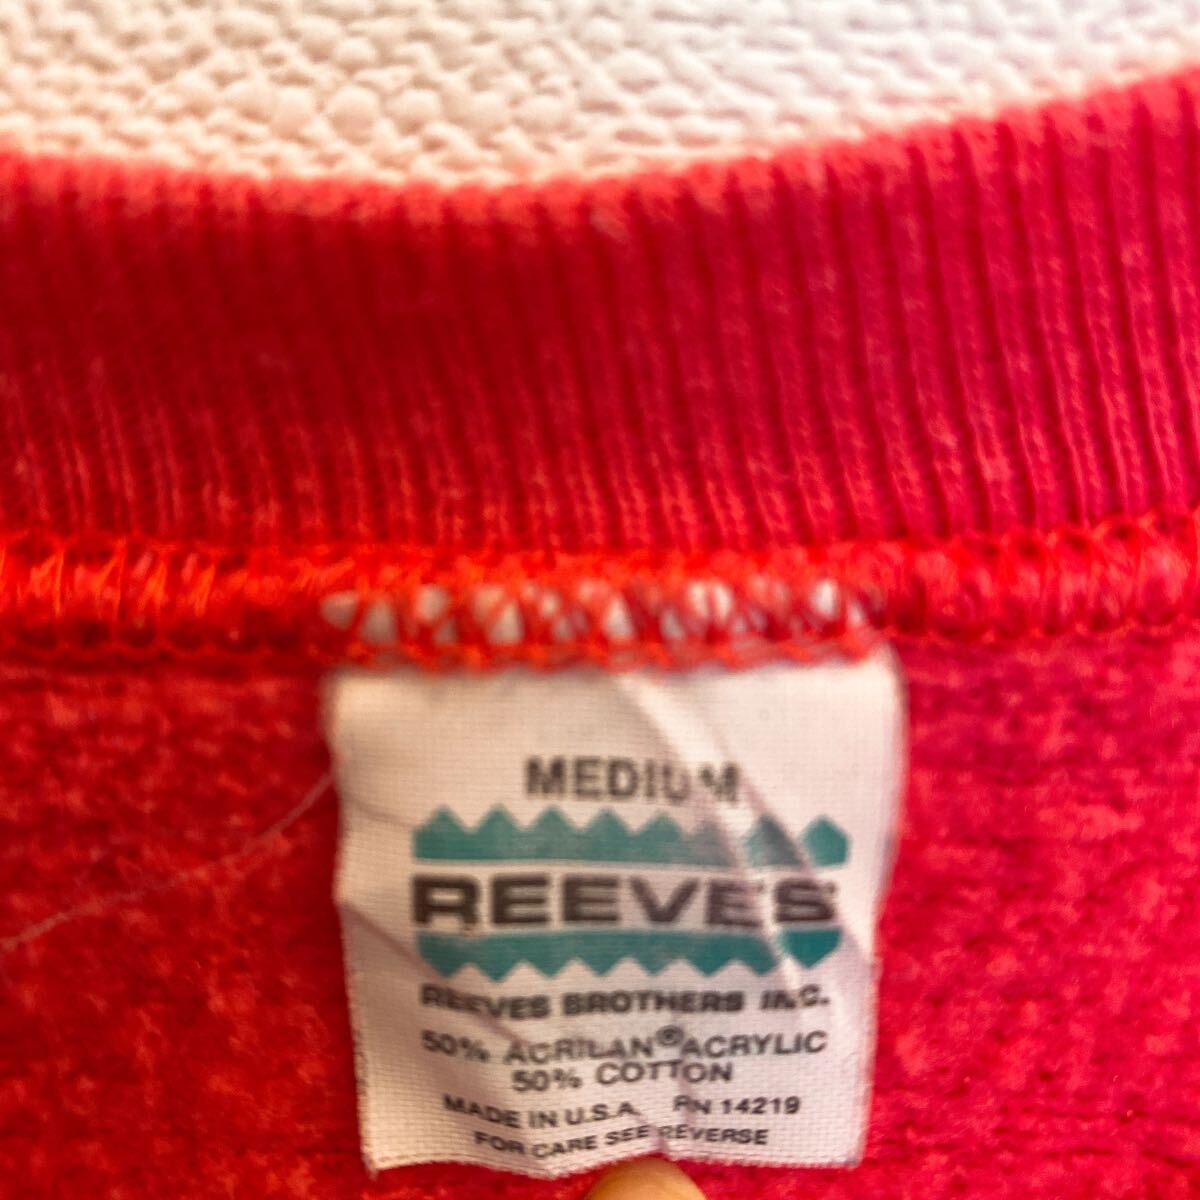 MEDIUM
REEVES
REEVES BROTHERS INC.
50% ACRILAN® ACRYLIC
50% COTTON
MADE IN U.S.A. RN 14219
FOR CARE SEE REVERSE